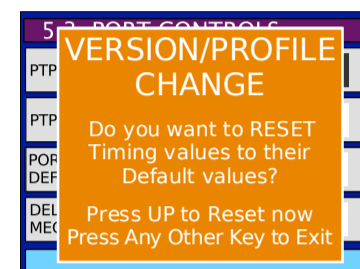 5.3 PORT CONTROLS
VERSION/PROFILE
CHANGE
PTP
Do you want to RESET
Timing values to their
Default values?
PTP
POR
DEF
Press UP to Reset now
Press Any Other Key to Exit
DEL
MEC